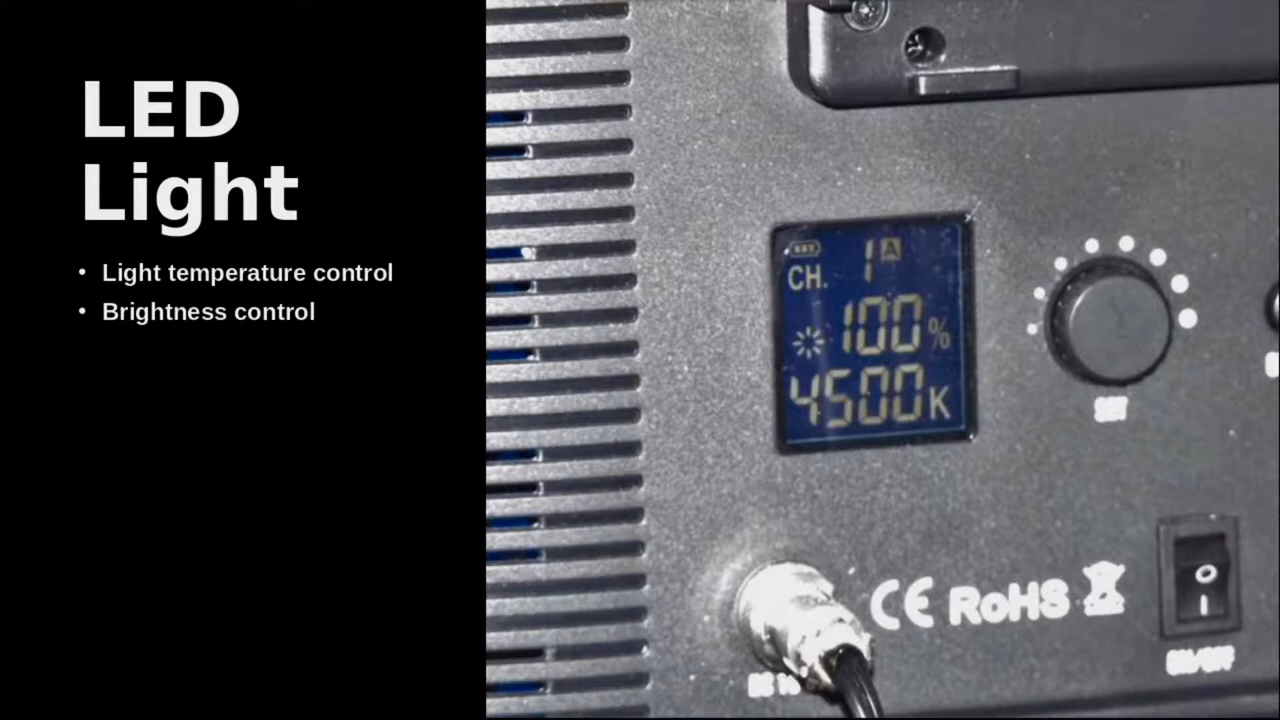 LED
Light
• Light temperature control
• Brightness control
1 A
CH.
100%
4500K
CE RoHS